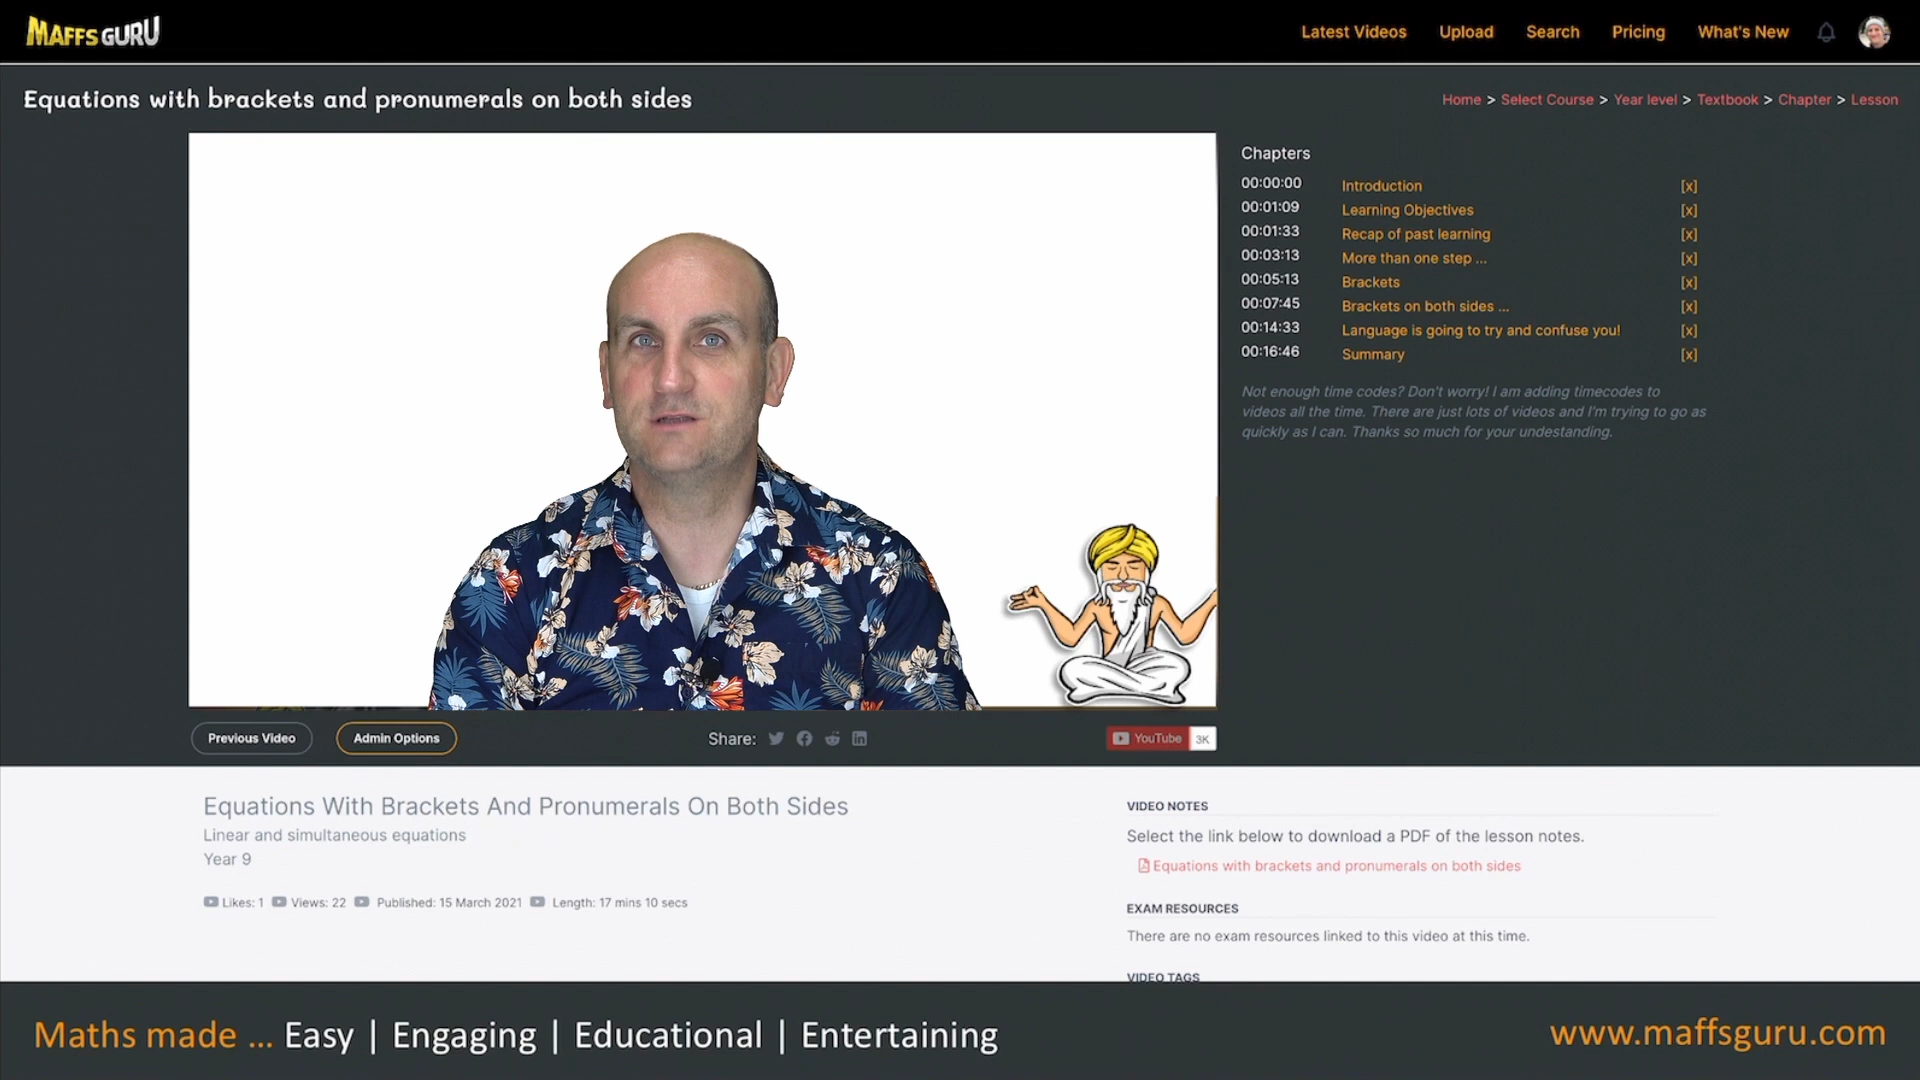 MAFFS GURU
Latest Videos Upload Search Pricing What's New
Equations with brackets and pronumerals on both sides
Home > Select Course > Year level > Textbook > Chapter > Lesson
Chapters
00:00:00 Introduction [x]
00:01:09 Learning Objectives [x]
00:01:33 Recap of past learning [x]
00:03:13 More than one step ... [x]
00:05:13 Brackets [x]
00:07:45 Brackets on both sides ... [x]
00:14:33 Language is going to try and confuse you! [x]
00:16:46 Summary [x]
Not enough time codes? Don't worry! I am adding timecodes to
videos all the time. There are just lots of videos and I'm trying to go as
quickly as I can. Thanks so much for your undestanding.
Previous Video Admin Options Share: YouTube 3K
Equations With Brackets And Pronumerals On Both Sides
Linear and simultaneous equations
Year 9
Likes: 1 Views: 22 Published: 15 March 2021 Length: 17 mins 10 secs
VIDEO NOTES
Select the link below to download a PDF of the lesson notes.
Equations with brackets and pronumerals on both sides
EXAM RESOURCES
There are no exam resources linked to this video at this time.
VIDEO TAGS
Maths made ... Easy | Engaging | Educational | Entertaining
www.maffsguru.com